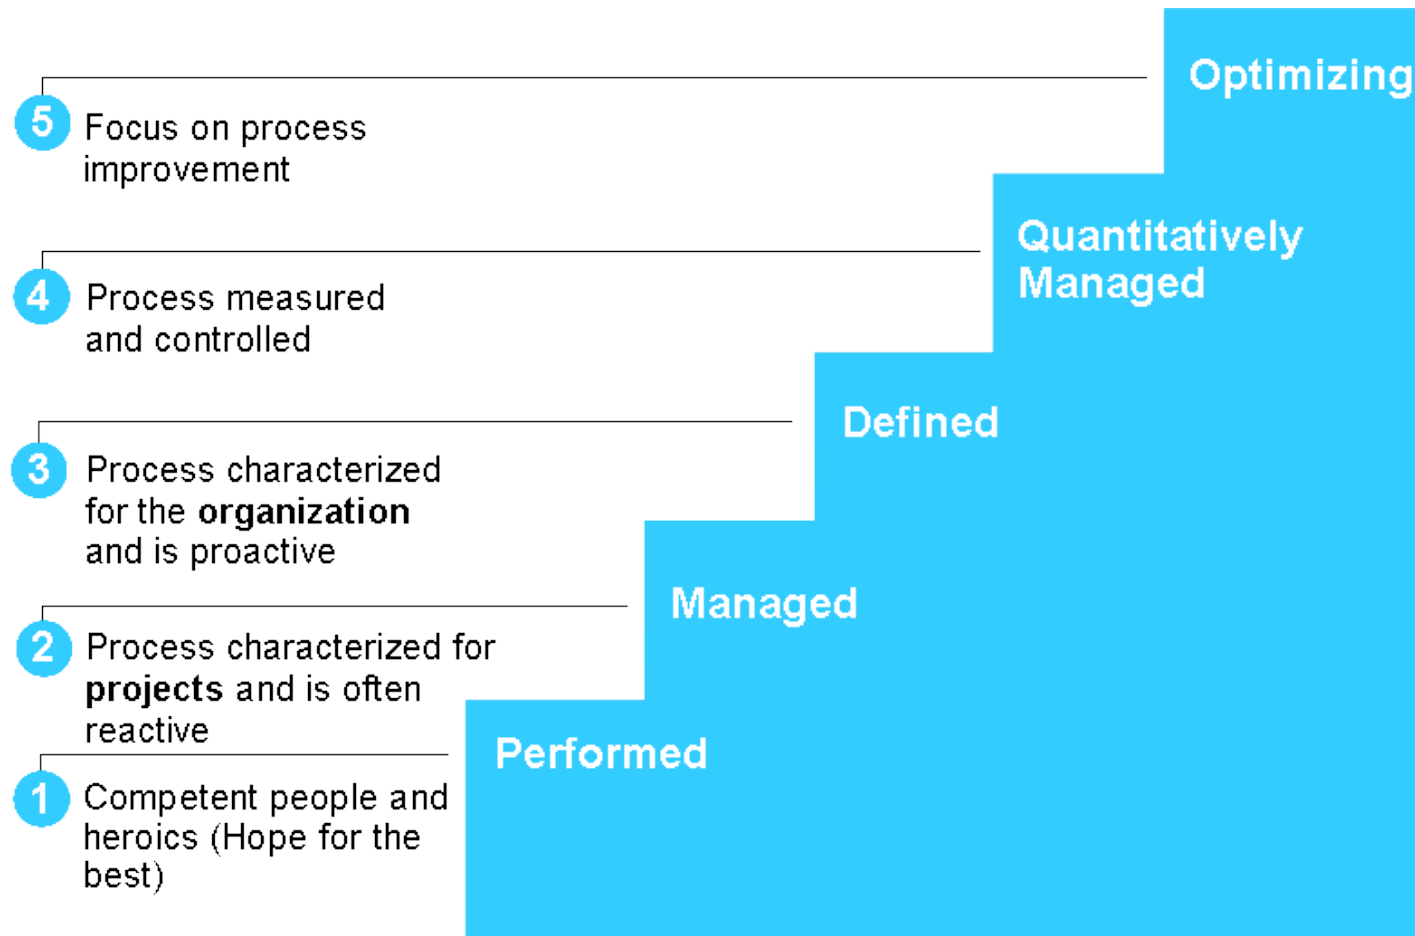 Optimizing
5
Focus on process
improvement
Quantitatively
Managed
4
Process measured
and controlled
Defined
3
Process characterized
for the organization
and is proactive
Managed
2
Process characterized for
projects and is often
reactive
Performed
1
Competent people and
heroics (Hope for the
best)